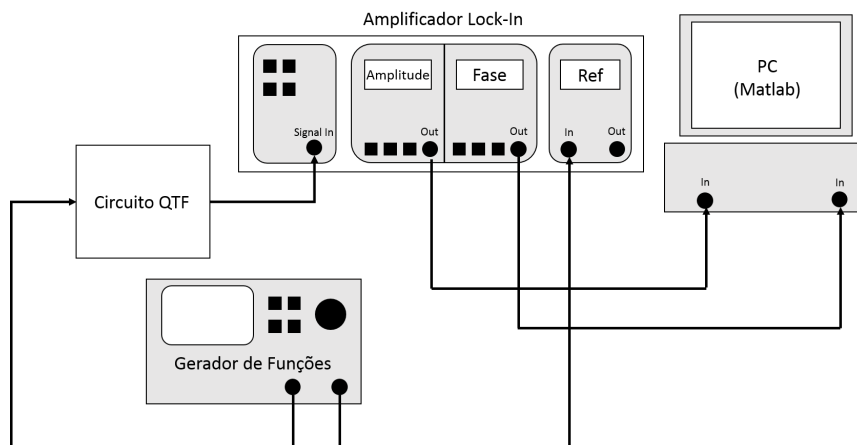 Amplificador Lock-In
Amplitude
Fase
Ref
PC
(Matlab)
Signal In
Out
Out
In
Out
In
In
Circuito QTF
Gerador de Funções